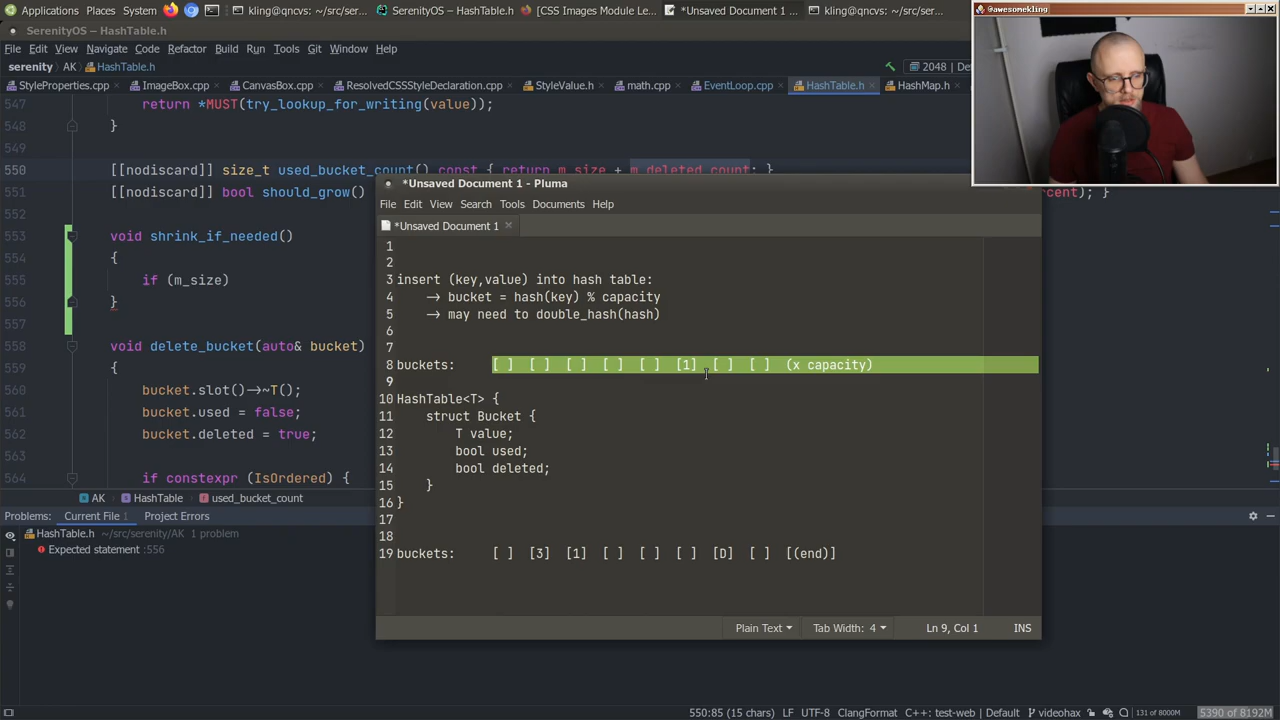 Applications Places System kling@qncvs: ~/src/ser... SerenityOS — HashTable.h [CSS Images Module Le... *Unsaved Document 1 ... kling@qncvs: ~/src/ser...
@awesomekling
SerenityOS – HashTable.h
File Edit View Navigate Code Refactor Build Run Tools Git Window Help
serenity AK HashTable.h
2048
StyleProperties.cpp ImageBox.cpp CanvasBox.cpp ResolvedCSSStyleDeclaration.cpp StyleValue.h math.cpp EventLoop.cpp HashTable.h HashMap.h
547 return *MUST(try_lookup_for_writing(value));
548 }
549
550 [[nodiscard]] size_t used_bucket_count() const { return m_size + m_deleted_count; }
551 [[nodiscard]] bool should_grow() cent); }
552
553 void shrink_if_needed()
554 {
555 if (m_size)
556 }
557
558 void delete_bucket(auto& bucket)
559 {
560 bucket.slot()->~T();
561 bucket.used = false;
562 bucket.deleted = true;
563
564 if constexpr (IsOrdered) {
AK HashTable used_bucket_count
*Unsaved Document 1 - Pluma
File Edit View Search Tools Documents Help
*Unsaved Document 1
1
2
3 insert (key,value) into hash table:
4 -> bucket = hash(key) % capacity
5 -> may need to double_hash(hash)
6
7
8 buckets: [ ] [ ] [ ] [ ] [ ] [1] [ ] [ ] (x capacity)
9
10 HashTable<T> {
11 struct Bucket {
12 T value;
13 bool used;
14 bool deleted;
15 }
16 }
17
18
19 buckets: [ ] [3] [1] [ ] [ ] [ ] [D] [ ] [(end)]
Plain Text Tab Width: 4 Ln 9, Col 1 INS
Problems: Current File 1 Project Errors
HashTable.h ~/src/serenity/AK 1 problem
Expected statement :556
550:85 (15 chars) LF UTF-8 ClangFormat C++: test-web | Default videohax 131 of 8000M 5390 of 8192M